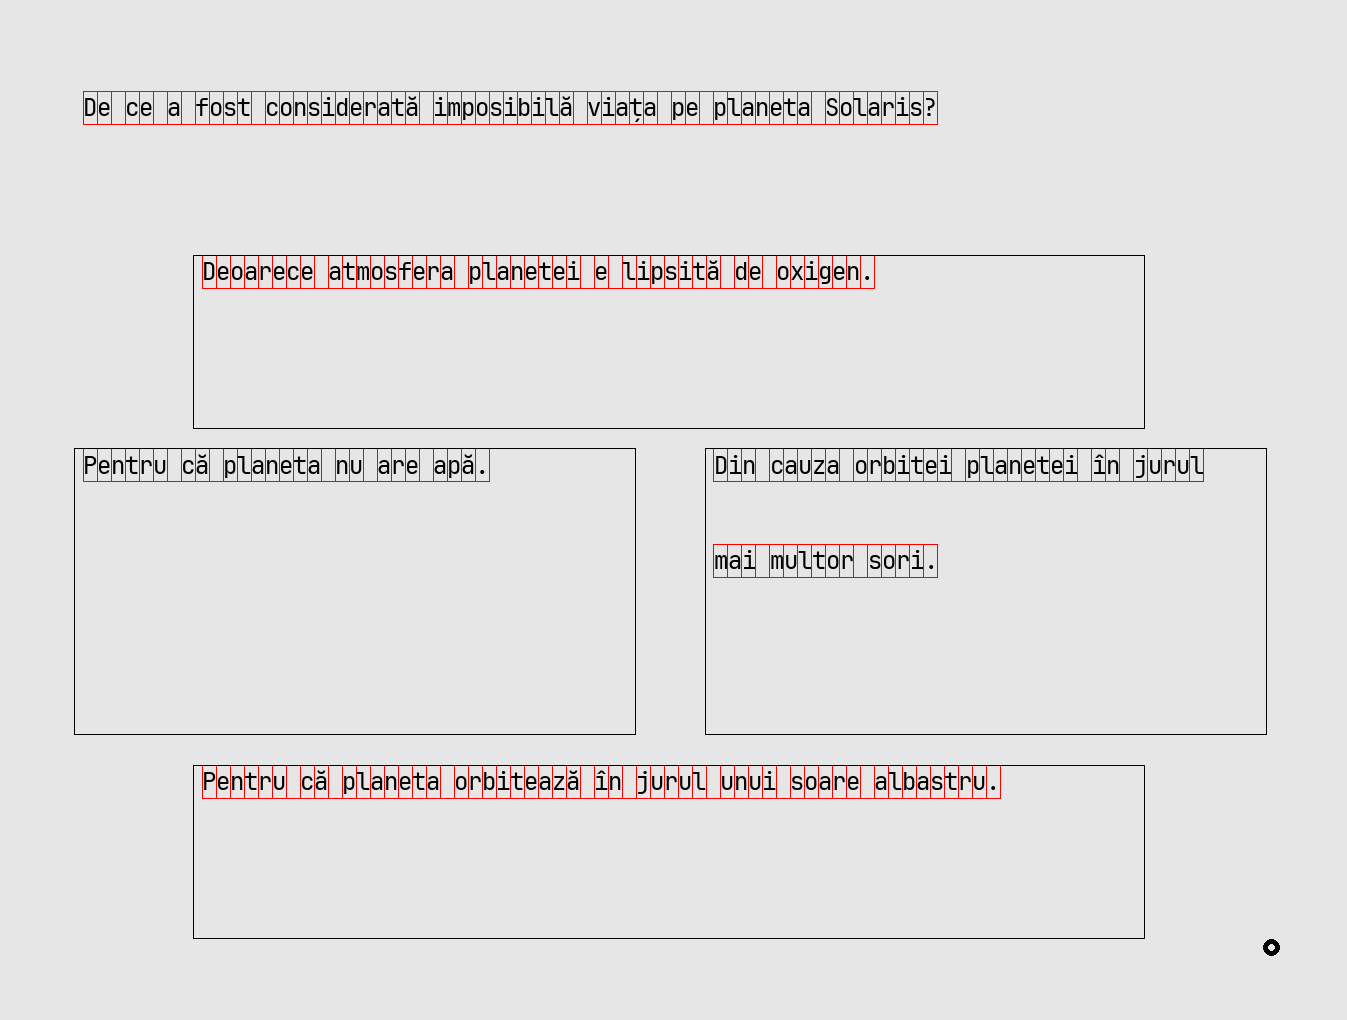 De ce a fost considerată imposibilă viața pe planeta Solaris?
Deoarece atmosfera planetei e lipsită de oxigen.
Pentru că planeta nu are apă.
Din cauza orbitei planetei în jurul
mai multor sori.
Pentru că planeta orbitează în jurul unui soare albastru.